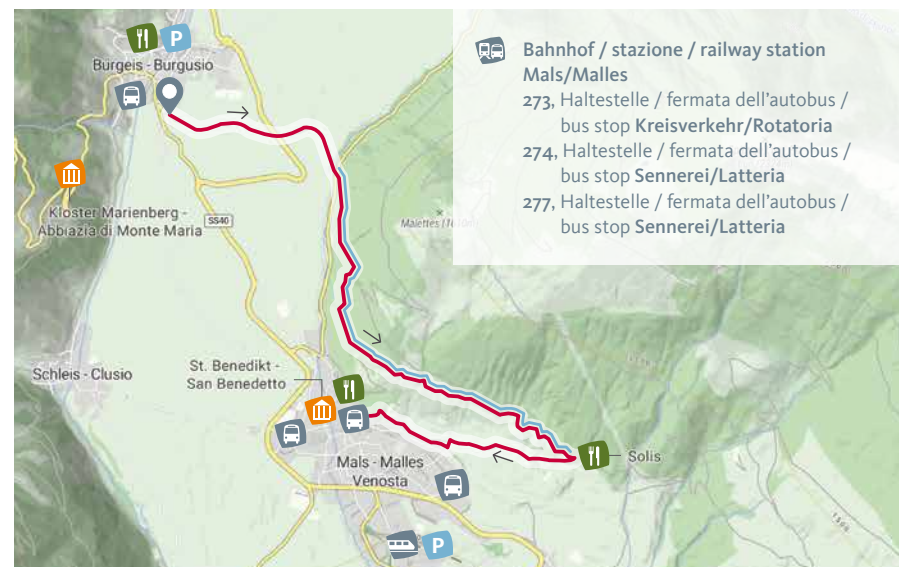 Bahnhof / stazione / railway station
Mals/Malles
273, Haltestelle / fermata dell'autobus /
bus stop Kreisverkehr/Rotatoria
274, Haltestelle / fermata dell'autobus /
bus stop Sennerei/Latteria
277, Haltestelle / fermata dell'autobus /
bus stop Sennerei/Latteria
P
Burgeis - Burgusio
Kloster Marienberg -
Abbiazia di Monte Maria
SS40
Malettes
Schleis - Clusio
St. Benedikt -
San Benedetto
Solis
Mals - Malles
Venosta
P